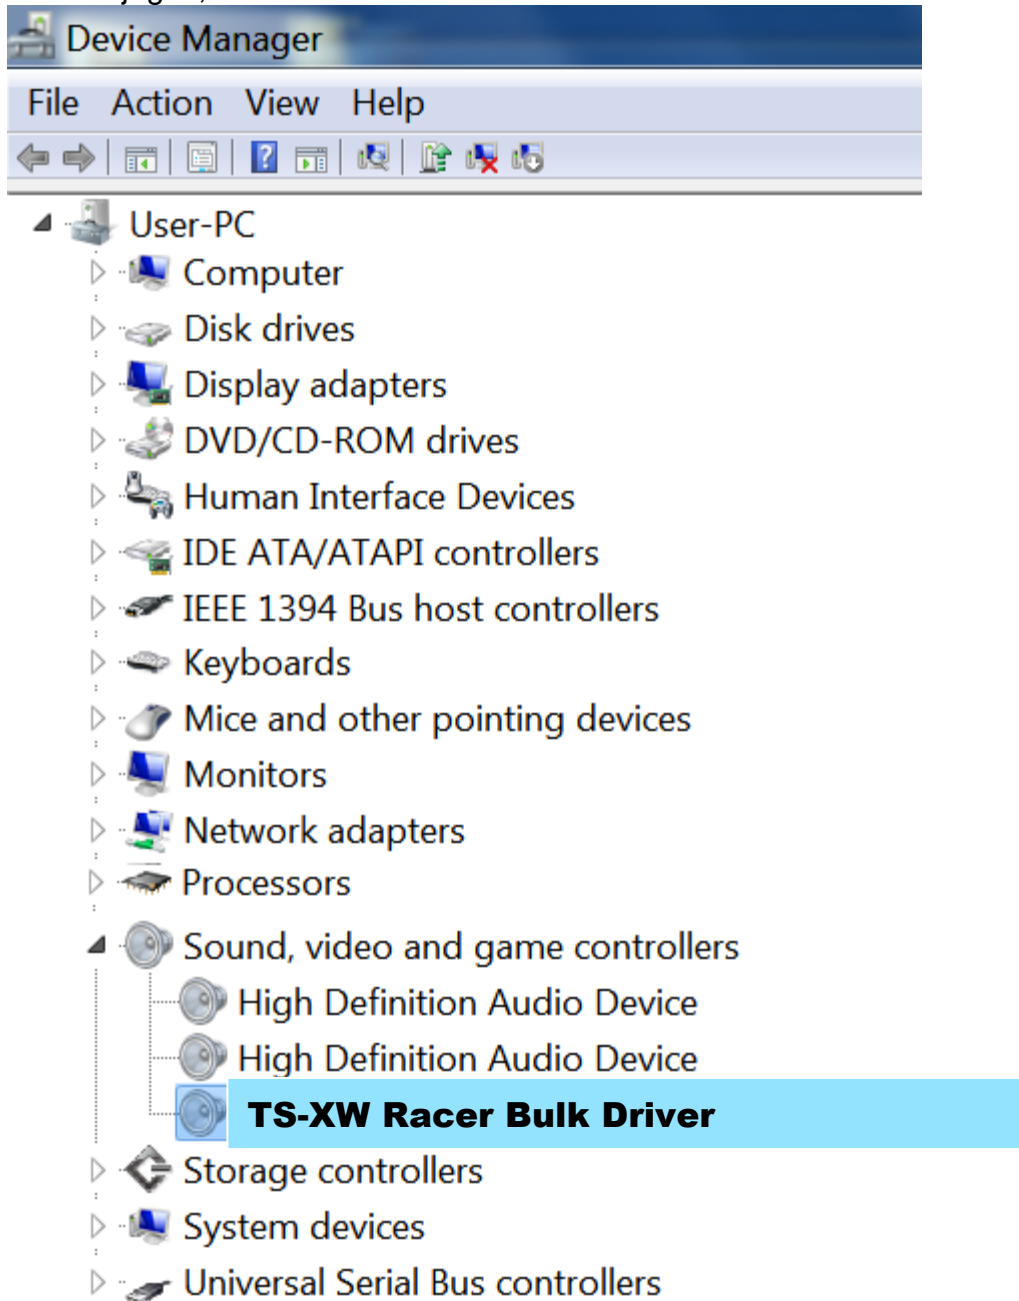 Device Manager
File Action View Help
User-PC
Computer
Disk drives
Display adapters
DVD/CD-ROM drives
Human Interface Devices
IDE ATA/ATAPI controllers
IEEE 1394 Bus host controllers
Keyboards
Mice and other pointing devices
Monitors
Network adapters
Processors
Sound, video and game controllers
High Definition Audio Device
High Definition Audio Device
TS-XW Racer Bulk Driver
Storage controllers
System devices
Universal Serial Bus controllers